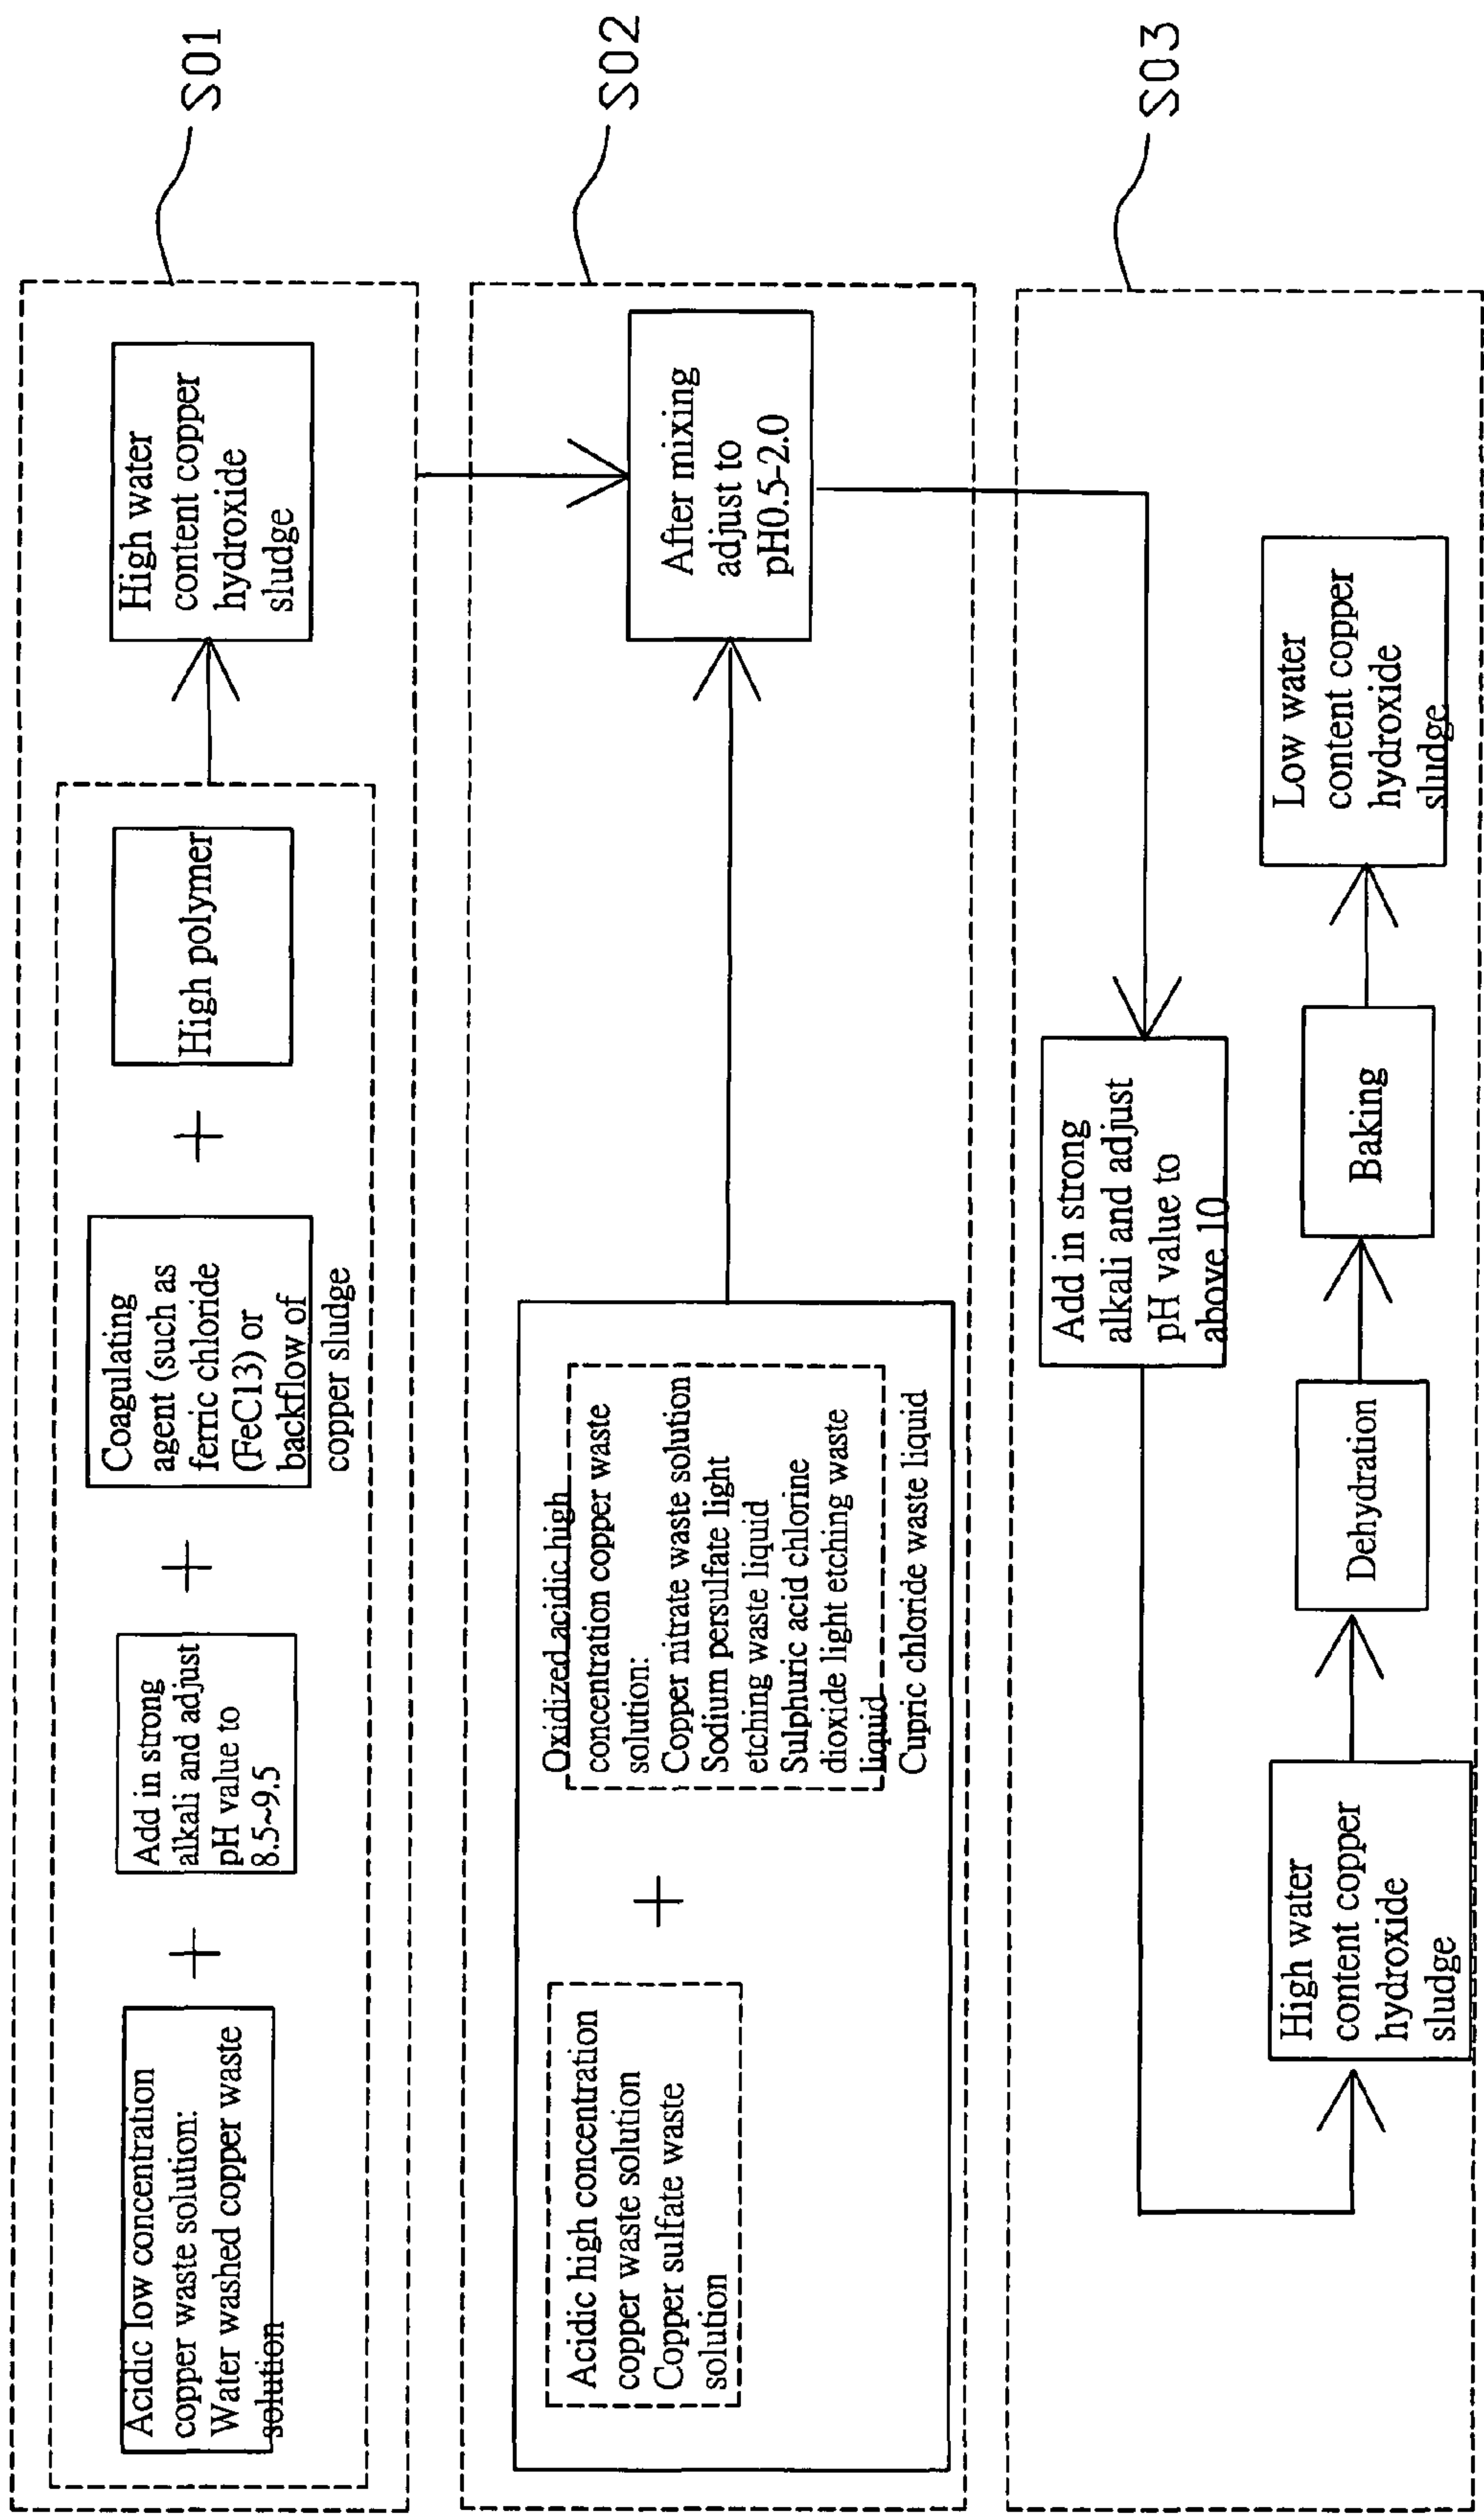 S01
Acidic low concentration
copper waste solution:
Water washed copper waste
solution
+
Add in strong
alkali and adjust
pH value to
8.5~9.5
+
Coagulating
agent (such as
ferric chloride
(FeC13) or
backflow of
copper sludge
+
High polymer
High water
content copper
hydroxide
sludge
S02
Acidic high concentration
copper waste solution
Copper sulfate waste
solution
+
Oxidized acidic high
concentration copper waste
solution:
Copper nitrate waste solution
Sodium persulfate light
etching waste liquid
Sulphuric acid chlorine
dioxide light etching waste
liquid
Cupric chloride waste liquid
After mixing
adjust to
pH0.5-2.0
S03
Add in strong
alkali and adjust
pH value to
above 10
High water
content copper
hydroxide
sludge
Dehydration
Baking
Low water
content copper
hydroxide
sludge